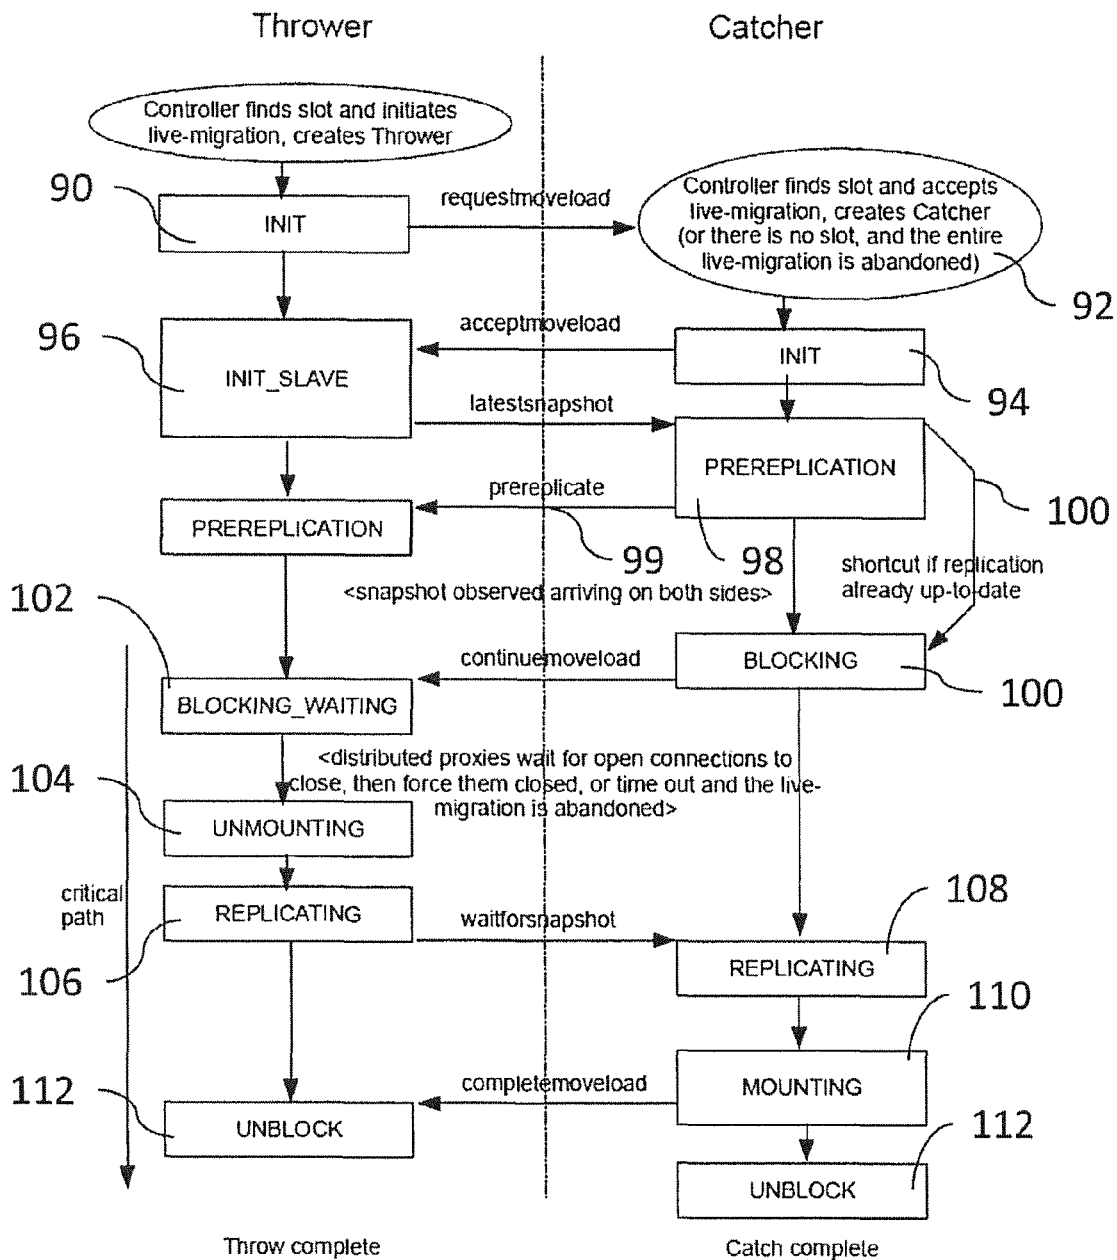 Thrower
Catcher
Controller finds slot and initiates
live-migration, creates Thrower
90
INIT
requestmoveload
Controller finds slot and accepts
live-migration, creates Catcher
(or there is no slot, and the entire
live-migration is abandoned)
92
96
INIT_SLAVE
acceptmoveload
INIT
94
latestsnapshot
PREREPLICATION
100
PREREPLICATION
prereplicate
99
98
shortcut if replication
already up-to-date
<snapshot observed arriving on both sides>
102
continuemoveload
BLOCKING
100
BLOCKING_WAITING
<distributed proxies wait for open connections to
close, then force them closed, or time out and the live-
migration is abandoned>
104
UNMOUNTING
critical
path
REPLICATING
waitforsnapshot
108
106
REPLICATING
110
completemoveload
MOUNTING
112
UNBLOCK
112
UNBLOCK
Throw complete
Catch complete